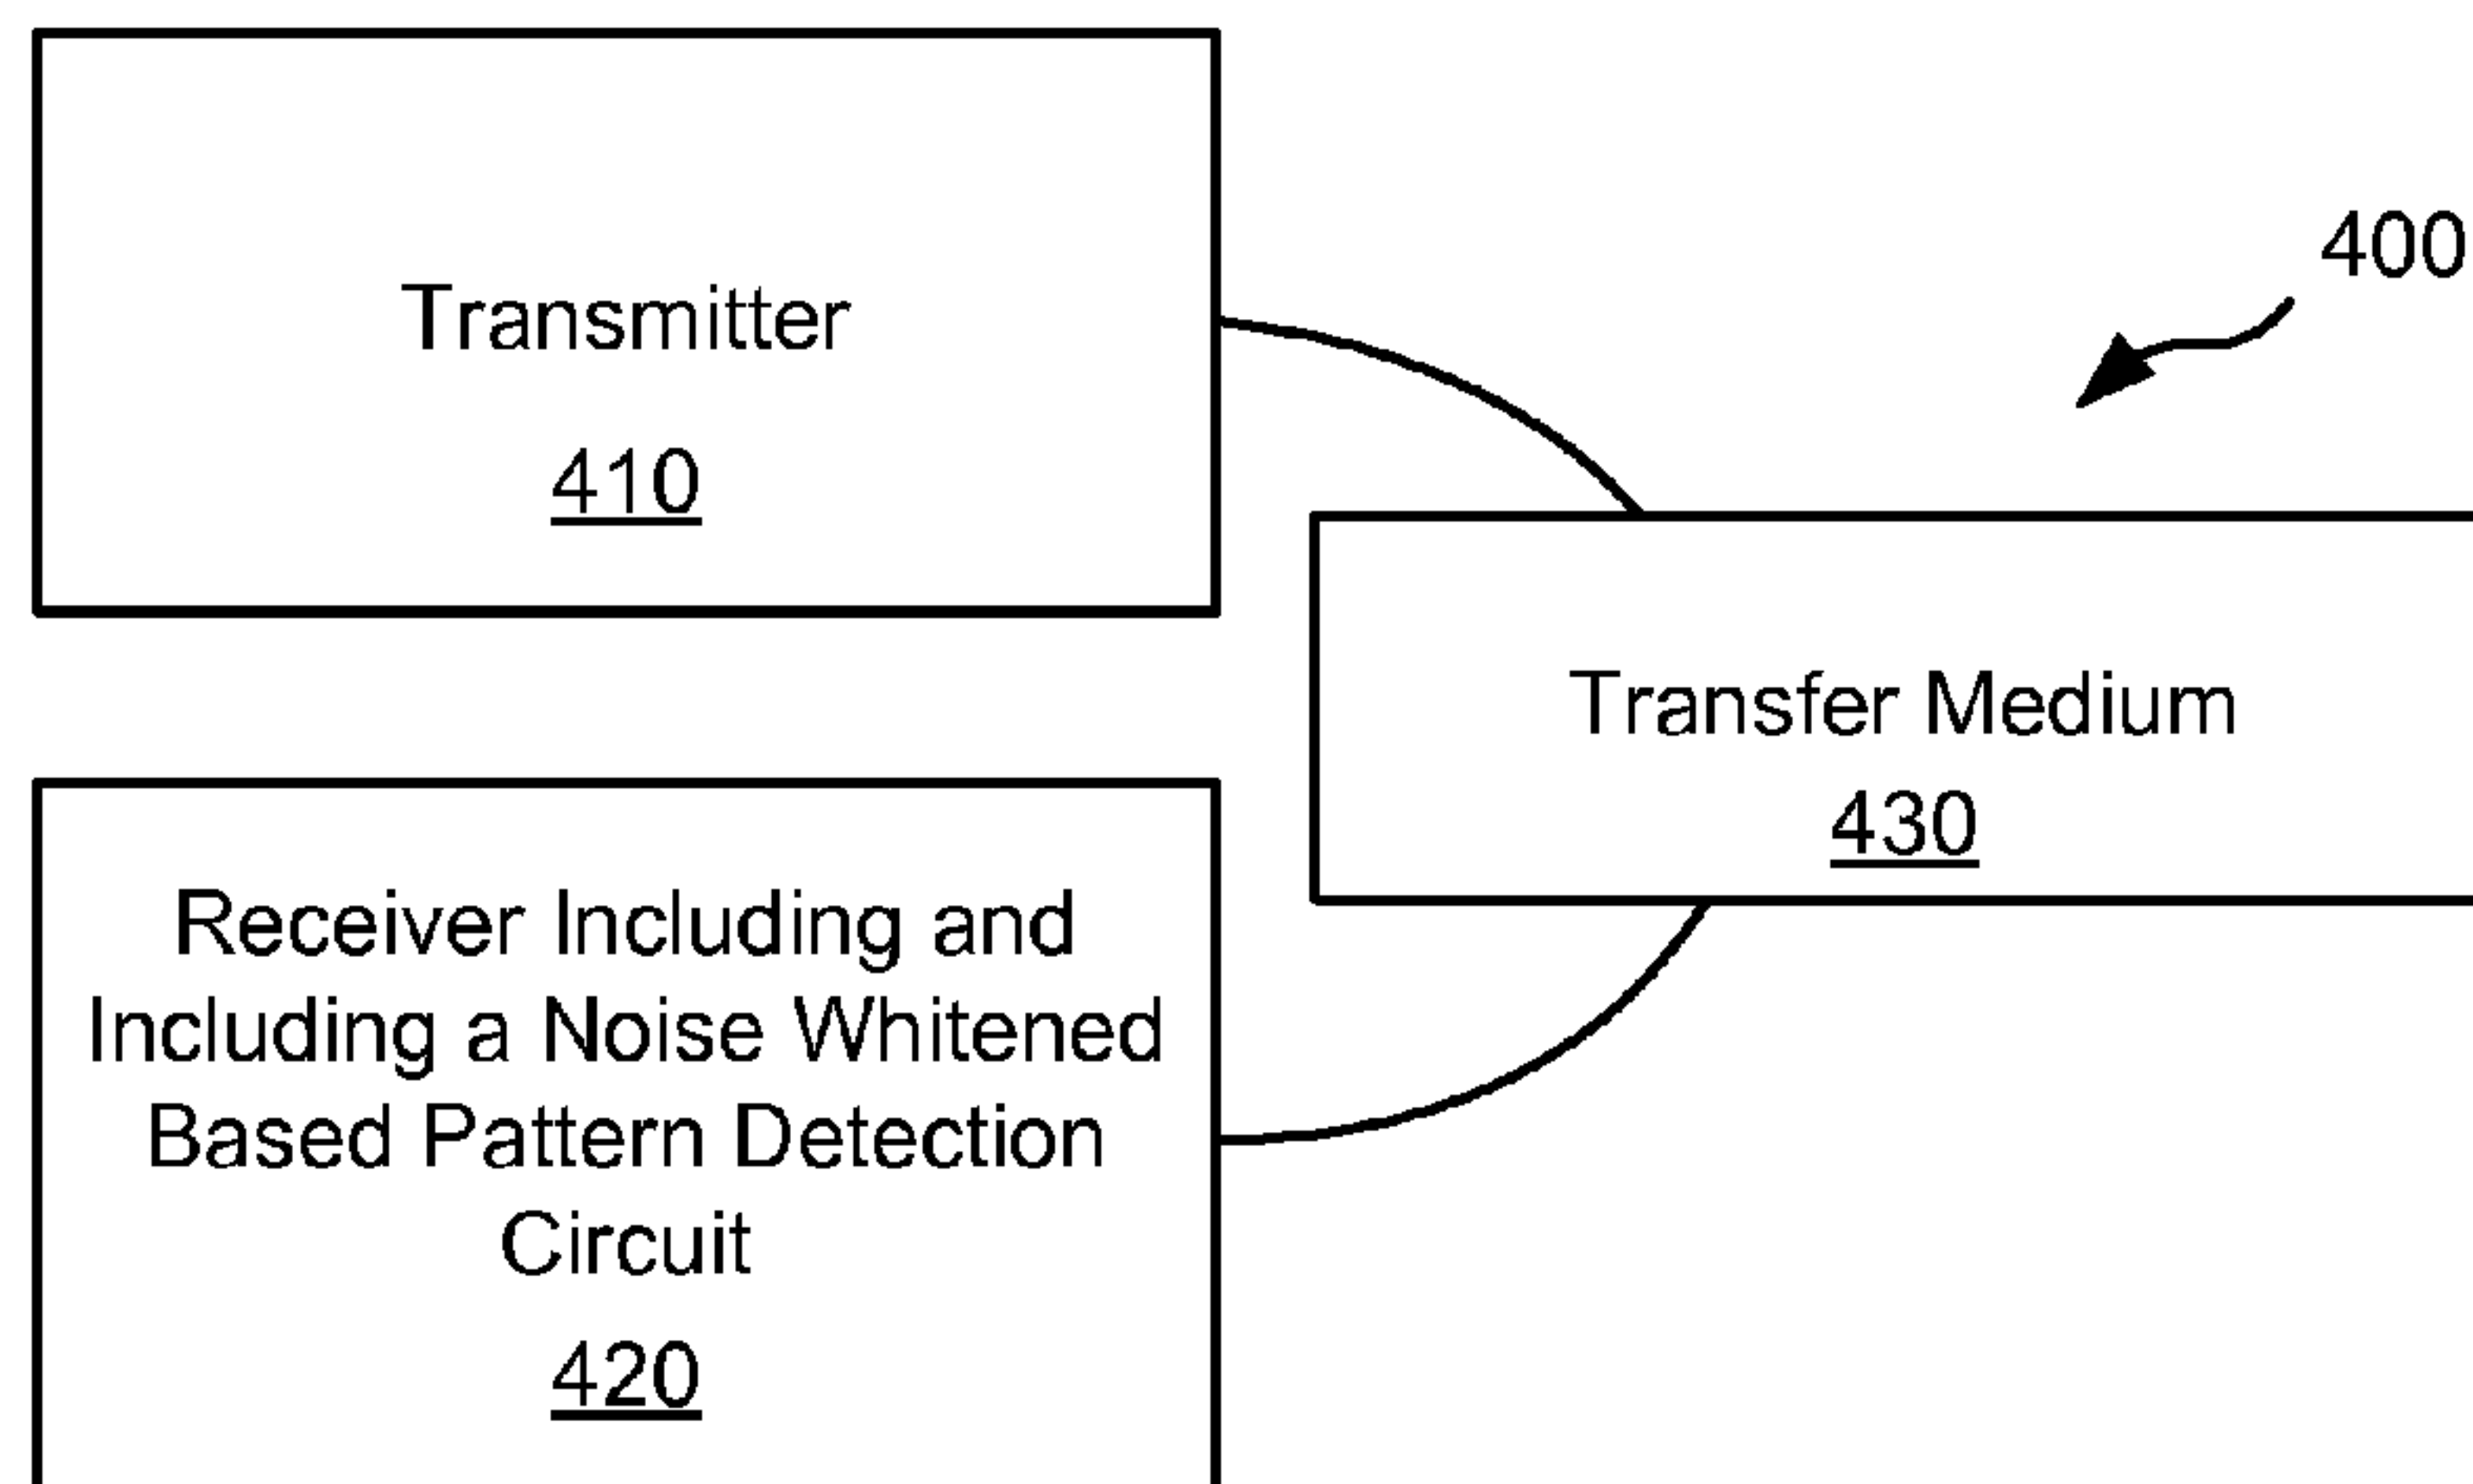 Transmitter
410
400
Transfer Medium
430
Receiver Including and
Including a Noise Whitened
Based Pattern Detection
Circuit
420